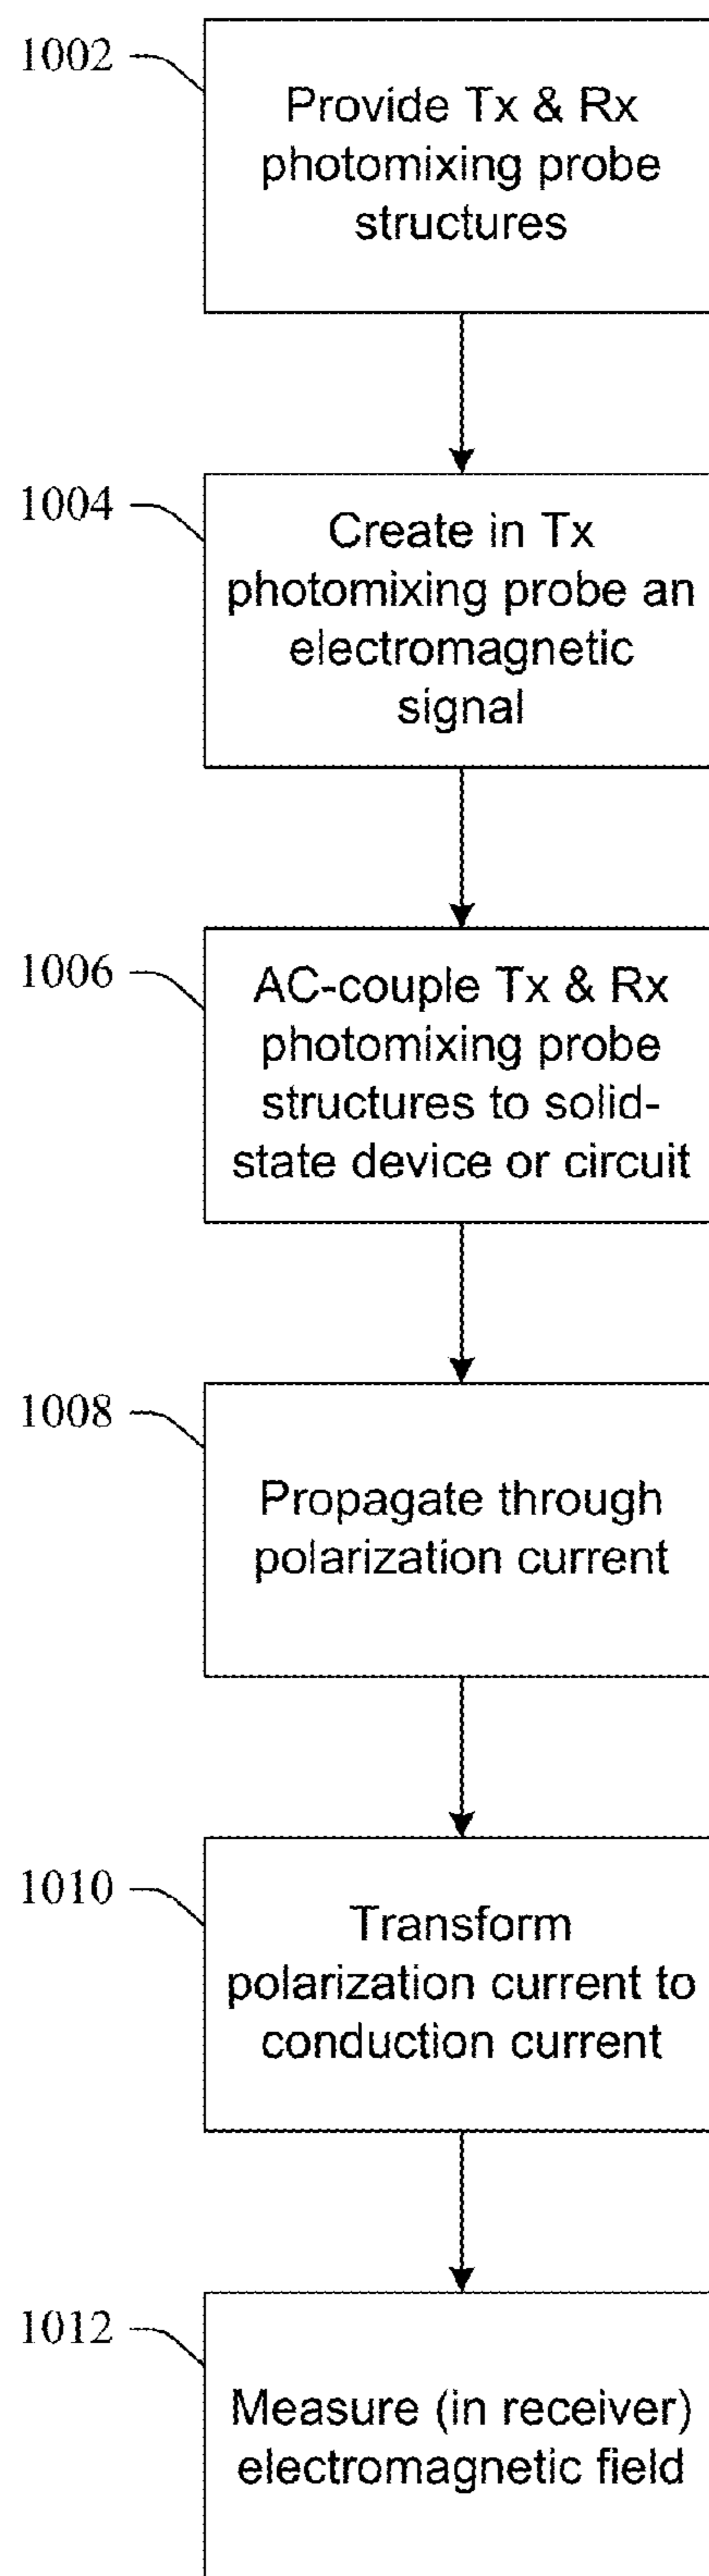 1002
Provide Tx & Rx
photomixing probe
structures
1004
Create in Tx
photomixing probe an
electromagnetic
signal
1006
AC-couple Tx & Rx
photomixing probe
structures to solid-
state device or circuit
1008
Propagate through
polarization current
1010
Transform
polarization current to
conduction current
1012
Measure (in receiver)
electromagnetic field